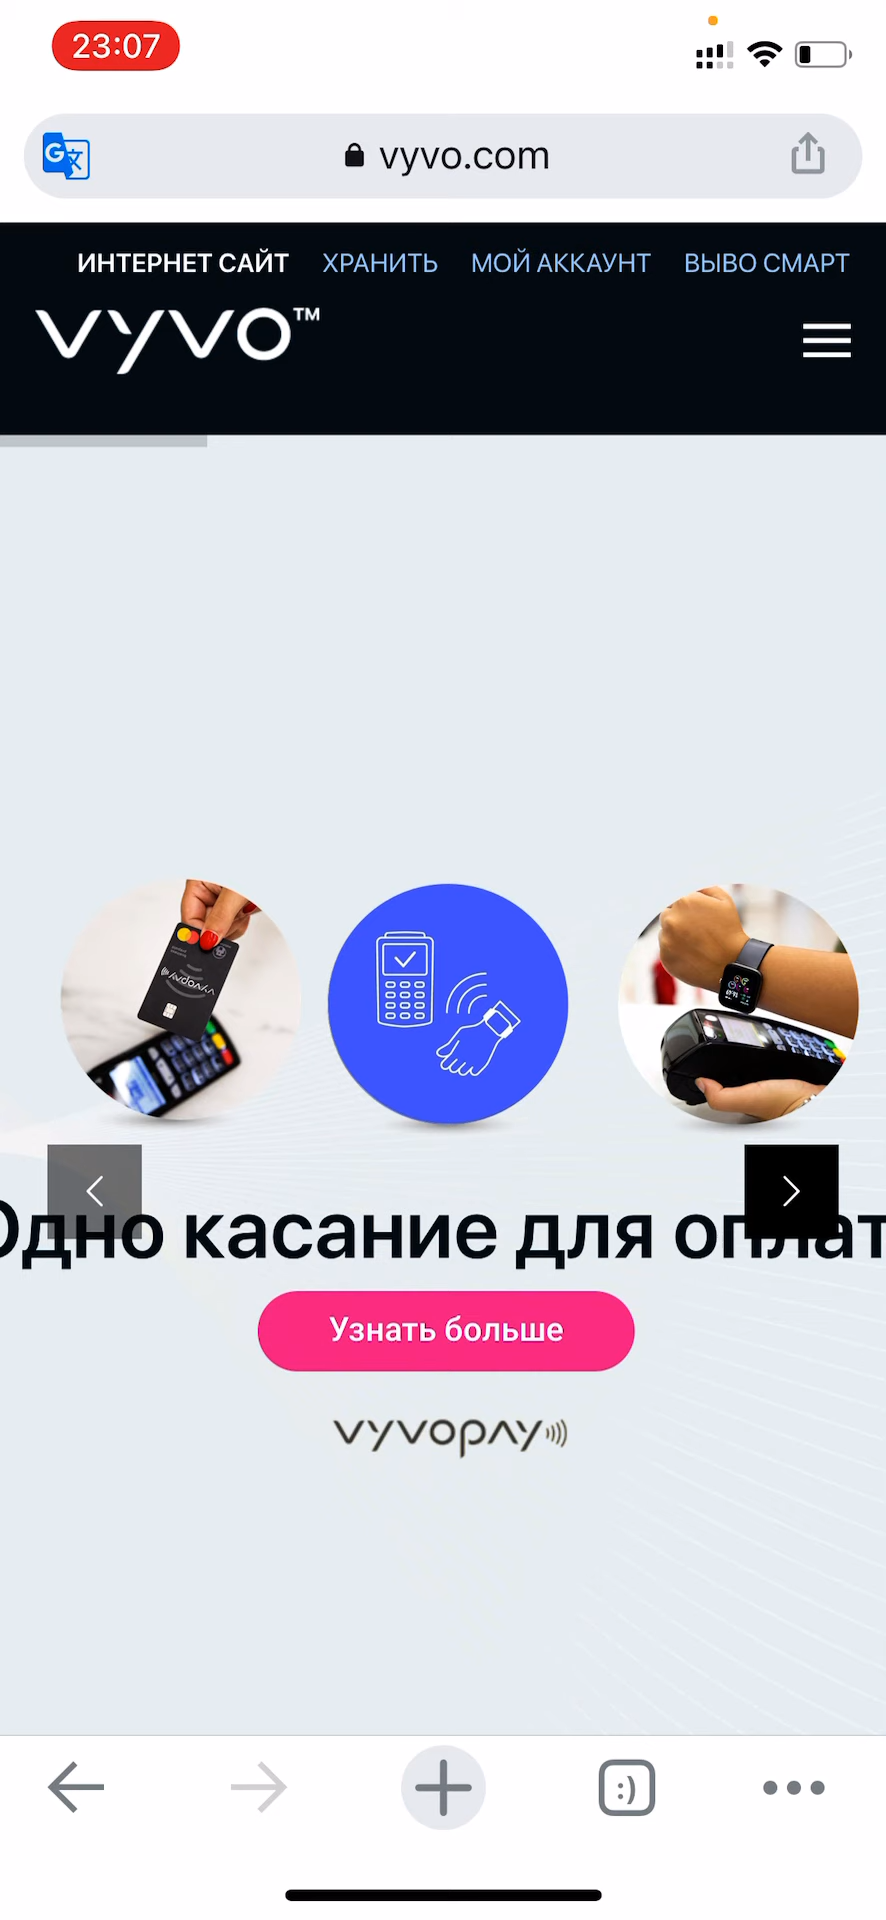 23:07
vyvo.com
ИНТЕРНЕТ САЙТ ХРАНИТЬ МОЙ АККАУНТ ВЫВО СМАРТ
vyvo™
vyvopay
Одно касание для оплат
Узнать больше
vyvopay
:)